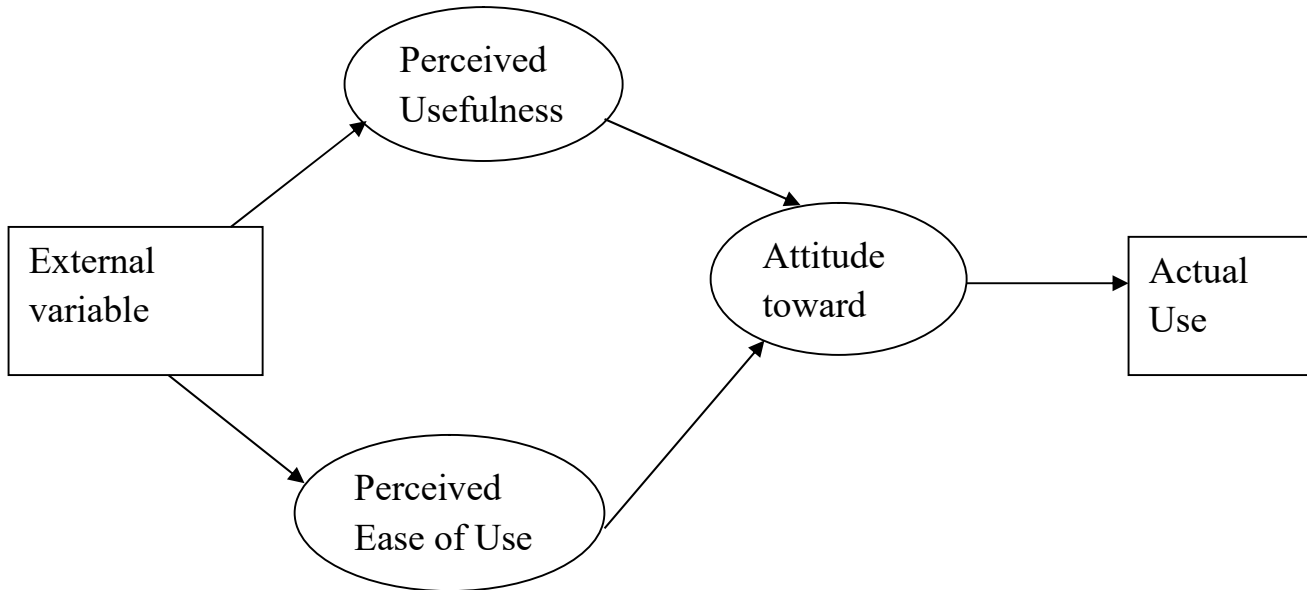 Perceived
Usefulness
External
variable
Attitude
toward
Actual
Use
Perceived
Ease of Use